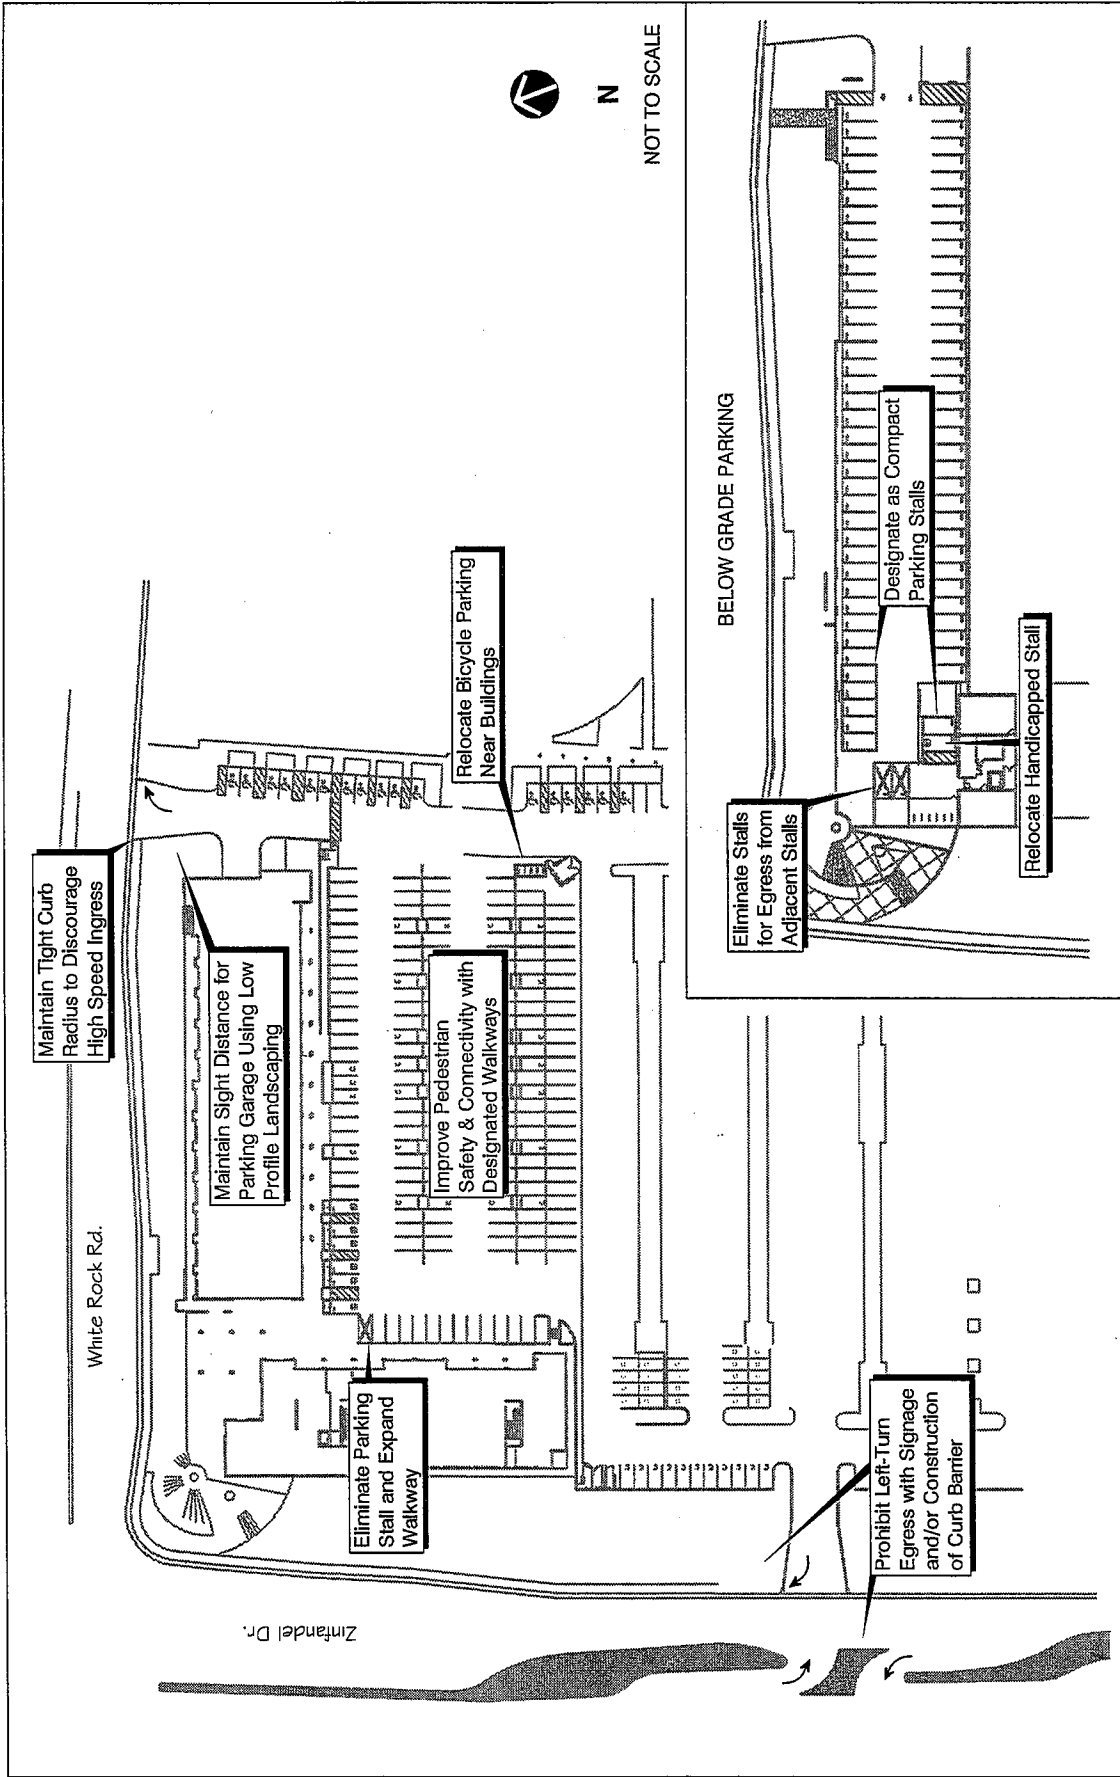 White Rock Rd.
Maintain Tight Curb
Radius to Discourage
High Speed Ingress
Maintain Sight Distance for
Parking Garage Using Low
Profile Landscaping
Improve Pedestrian
Safety & Connectivity with
Designated Walkways
Relocate Bicycle Parking
Near Buildings
Eliminate Parking
Stall and Expand
Walkway
Zinfandel Dr.
Prohibit Left-Turn
Egress with Signage
and/or Construction
of Curb Barrier
N
NOT TO SCALE
BELOW GRADE PARKING
Eliminate Stalls
for Egress from
Adjacent Stalls
Designate as Compact
Parking Stalls
Relocate Handicapped Stall